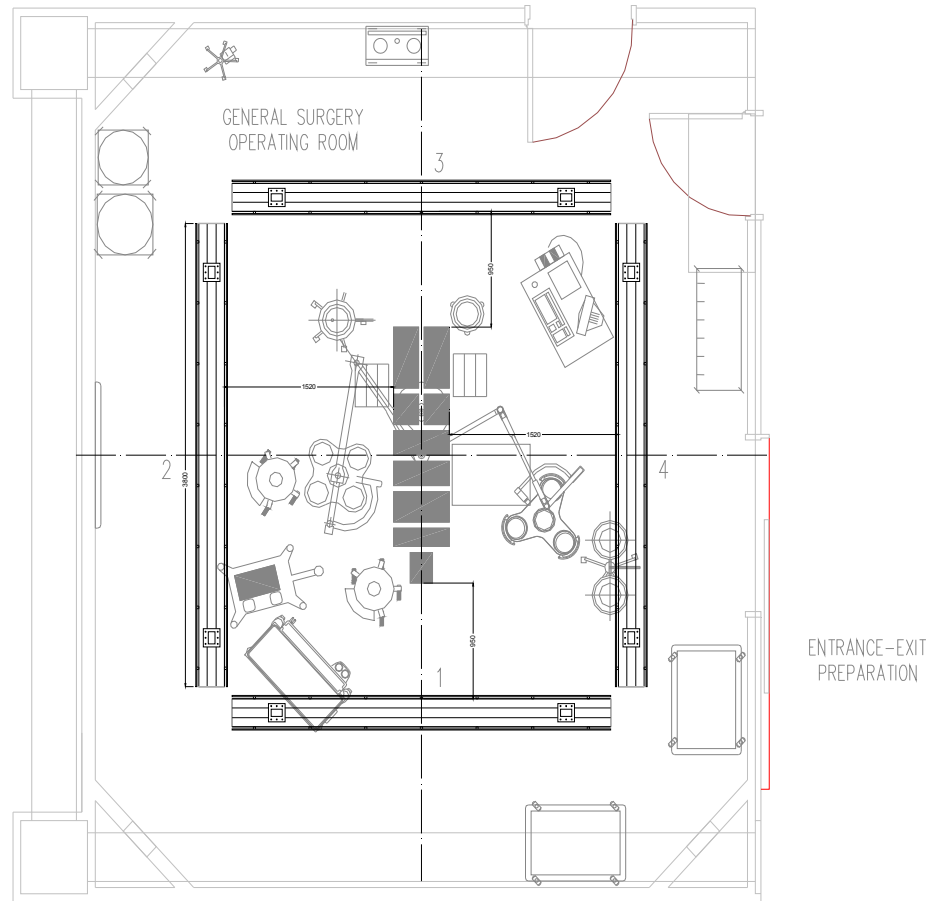 GENERAL SURGERY
OPERATING ROOM
3
950
1520
1520
2
3800
4
1
950
ENTRANCE-EXIT
PREPARATION